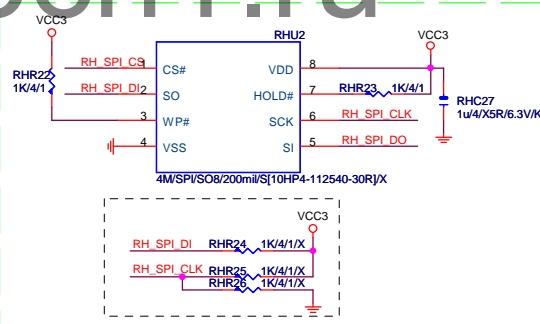 VCC3
RHU2
VCC3
RH_SPI_CS 1 CS# VDD 8
RHR22
1K/4/1
RH_SPI_DI 2 SO HOLD# 7 RHR23 1K/4/1
RHC27
1u/4/X5R/6.3V/K
3 WP# SCK 6 RH_SPI_CLK
4 VSS SI 5 RH_SPI_DO
4M/SPI/SO8/200mil/S[10HP4-112540-30R]/X
VCC3
RH_SPI_DI RHR24 1K/4/1/X
RH_SPI_CLK RHR25 1K/4/1/X
RHR26 1K/4/1/X